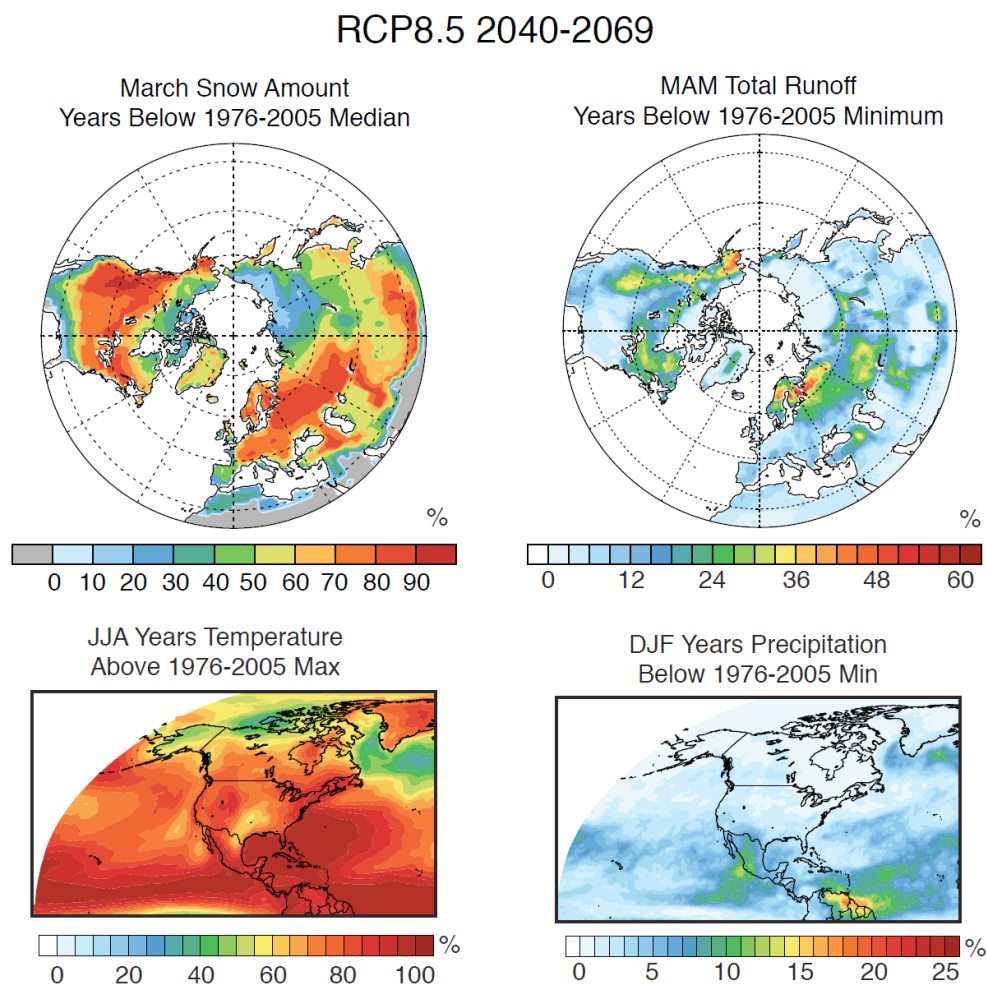 RCP8.5 2040-2069
March Snow Amount
Years Below 1976-2005 Median
%
0 10 20 30 40 50 60 70 80 90
MAM Total Runoff
Years Below 1976-2005 Minimum
%
0 12 24 36 48 60
JJA Years Temperature
Above 1976-2005 Max
%
0 20 40 60 80 100
DJF Years Precipitation
Below 1976-2005 Min
%
0 5 10 15 20 25